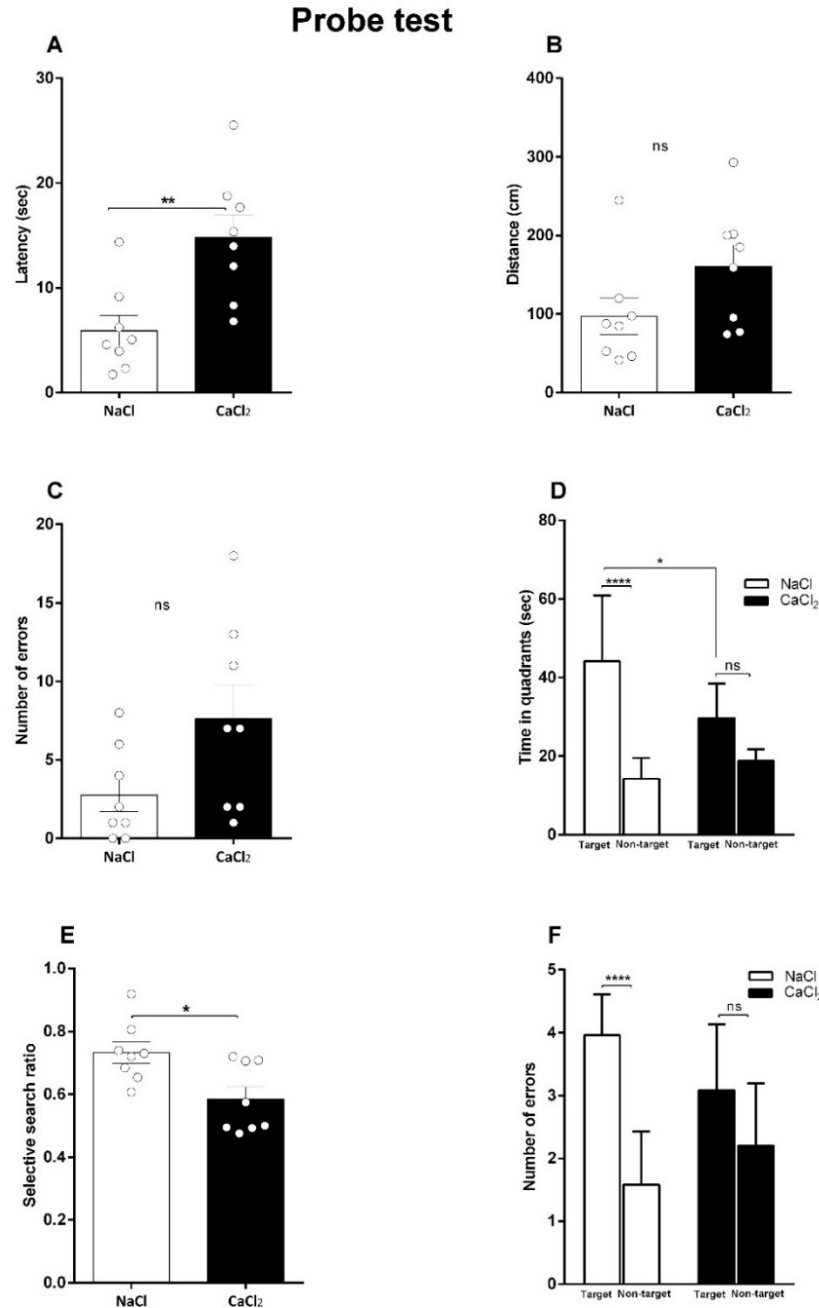 Probe test
A
30
20
10
0
Latency (sec)
**
NaCl
CaCl₂
B
400
300
200
100
0
Distance (cm)
ns
NaCl
CaCl₂
C
20
15
10
5
0
Number of errors
ns
NaCl
CaCl₂
D
80
60
40
20
0
Time in quadrants (sec)
*
****
ns
NaCl
CaCl₂
Target Non-target Target Non-target
E
1.0
0.8
0.6
0.4
0.2
0.0
Selective search ratio
*
NaCl
CaCl₂
F
5
4
3
2
1
0
Number of errors
****
ns
NaCl
CaCl₂
Target Non-target Target Non-target